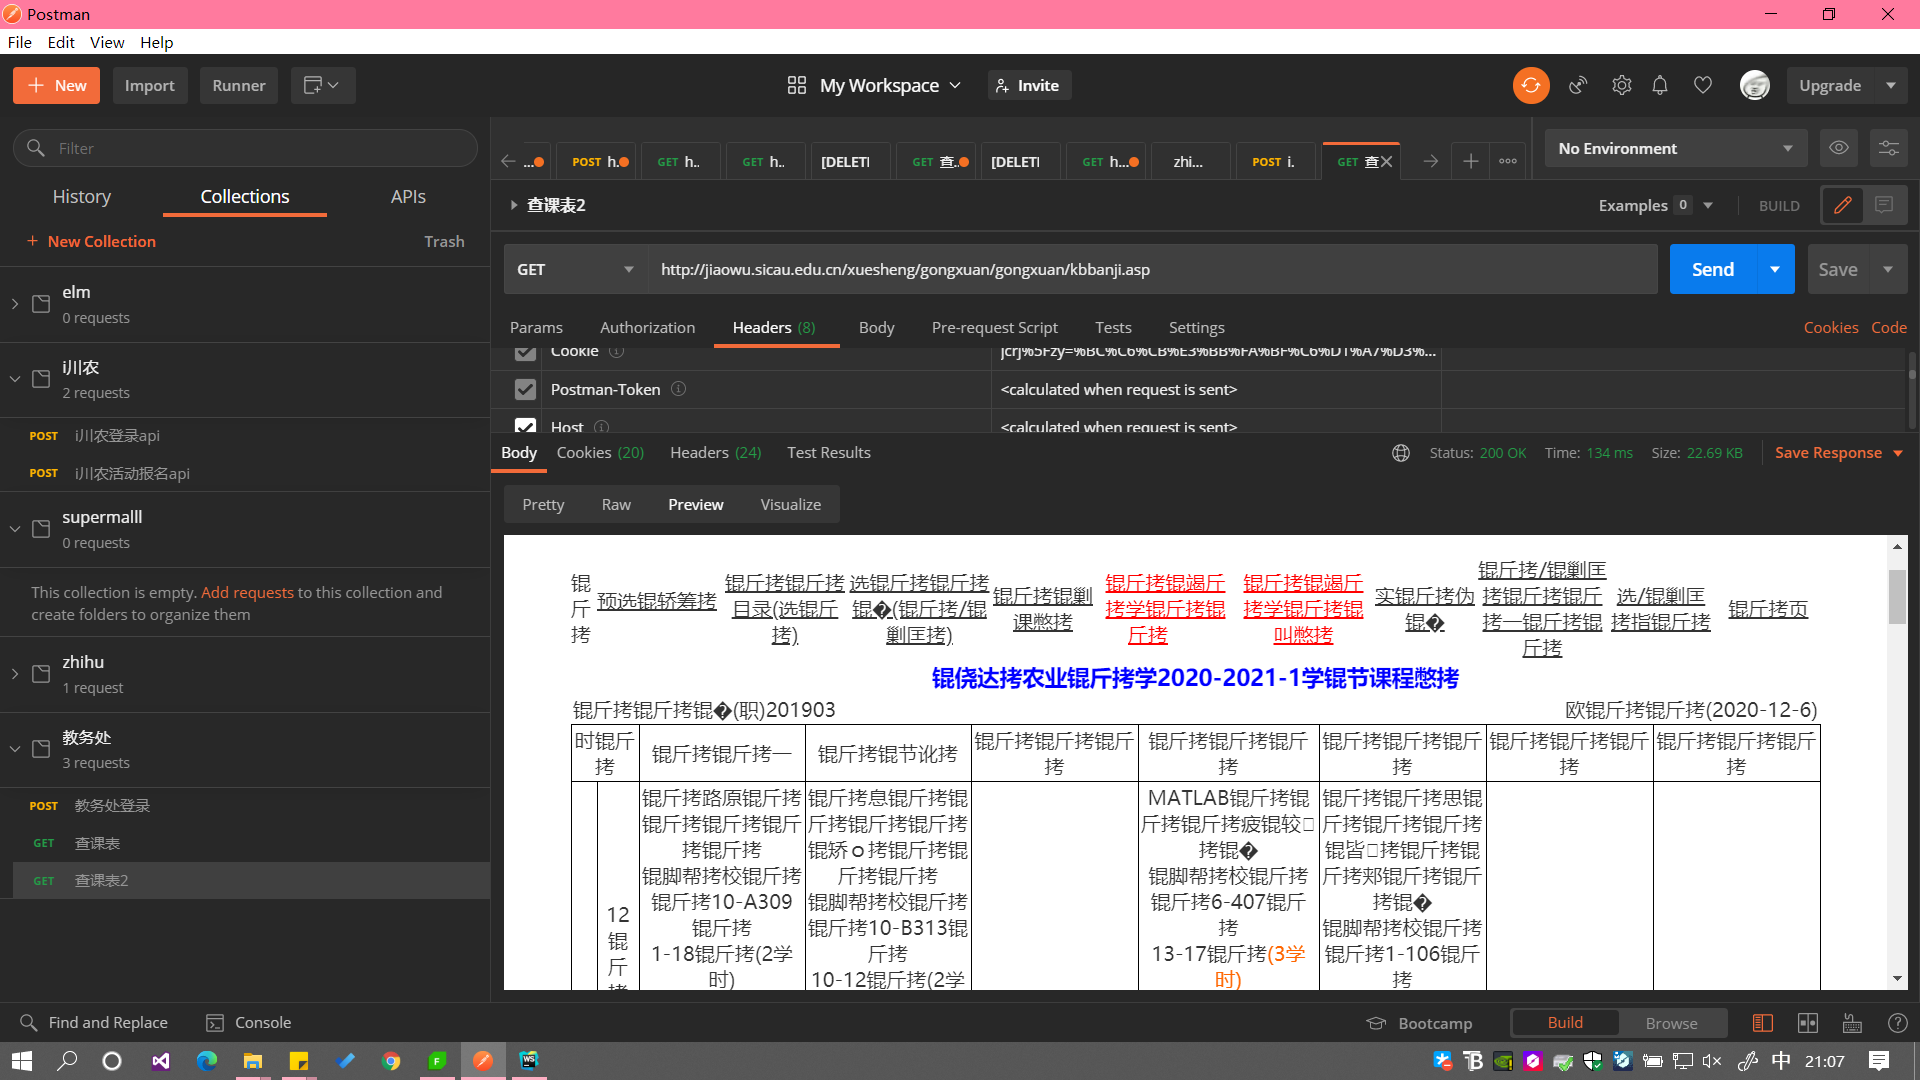 Postman
File Edit View Help
New Import Runner My Workspace Invite Upgrade
Filter
History Collections APIs
+ New Collection Trash
elm
0 requests
i川农
2 requests
POST i川农登录api
POST i川农活动报名api
supermalll
0 requests
This collection is empty. Add requests to this collection and
create folders to organize them
zhihu
1 request
教务处
3 requests
POST 教务处登录
GET 查课表
GET 查课表2
... POST h. GET h.. GET h.. [DELETI GET 查.. [DELETI GET h... zhi... POST i. GET 查
No Environment
查课表2 Examples 0 BUILD
GET http://jiaowu.sicau.edu.cn/xuesheng/gongxuan/gongxuan/kbbanji.asp Send Save
Params Authorization Headers (8) Body Pre-request Script Tests Settings Cookies Code
Cookie jcrj%5Fzy=%BC%C6%CB%E3%BB%FA%BF%C6%D1%A7%D3%...
Postman-Token <calculated when request is sent>
Host <calculated when request is sent>
Body Cookies (20) Headers (24) Test Results Status: 200 OK Time: 134 ms Size: 22.69 KB Save Response
Pretty Raw Preview Visualize
锟
斤
拷
预选锟轿筹拷
锟斤拷锟斤拷
目录(选锟斤
拷)
选锟斤拷锟斤拷
锟�(锟斤拷/锟
剿匡拷)
锟斤拷锟剿
课憋拷
锟斤拷锟竭斤
拷学锟斤拷锟
斤拷
锟斤拷锟竭斤
拷学锟斤拷锟
叫憋拷
实锟斤拷伪
锟�
锟斤拷/锟剿匡
拷锟斤拷锟斤
拷一锟斤拷锟
斤拷
选/锟剿匡
拷指锟斤拷
锟斤拷页
锟侥达拷农业锟斤拷学2020-2021-1学锟节课程憋拷
锟斤拷锟斤拷锟�(职)201903 欧锟斤拷锟斤拷(2020-12-6)
时锟斤
拷
锟斤拷锟斤拷一
锟斤拷锟节讹拷
锟斤拷锟斤拷锟斤
拷
锟斤拷锟斤拷锟斤
拷
锟斤拷锟斤拷锟斤
拷
锟斤拷锟斤拷锟斤
拷
锟斤拷锟斤拷锟斤
拷
12
锟
斤
锟斤拷路原锟斤拷
锟斤拷锟斤拷锟斤
拷锟斤拷
锟脚帮拷校锟斤拷
锟斤拷10-A309
锟斤拷
1-18锟斤拷(2学
时)
锟斤拷息锟斤拷锟
斤拷锟斤拷锟斤拷
锟矫ㄛ拷锟斤拷锟
斤拷锟斤拷
锟脚帮拷校锟斤拷
锟斤拷10-B313锟
斤拷
10-12锟斤拷(2学
MATLAB锟斤拷锟
斤拷锟斤拷疲锟较
拷锟�
锟脚帮拷校锟斤拷
锟斤拷6-407锟斤
拷
13-17锟斤拷(3学
时)
锟斤拷锟斤拷思锟
斤拷锟斤拷锟斤拷
锟皆拷锟斤拷锟
斤拷郏锟斤拷锟斤
拷锟�
锟脚帮拷校锟斤拷
锟斤拷1-106锟斤
拷
Find and Replace Console Bootcamp Build Browse
中 21:07